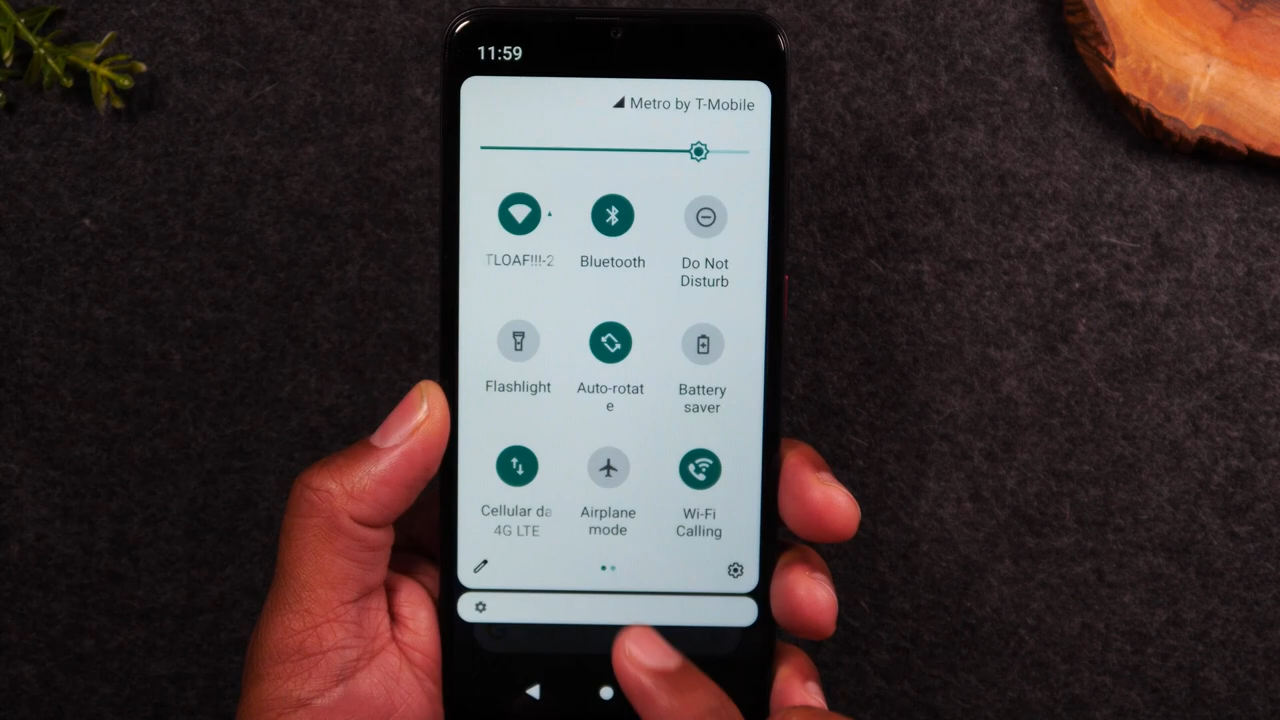 11:59
Metro by T-Mobile
TLOAF!!!-2
Bluetooth
Do Not
Disturb
Flashlight
Auto-rotat
e
Battery
saver
Cellular da
4G LTE
Airplane
mode
Wi-Fi
Calling